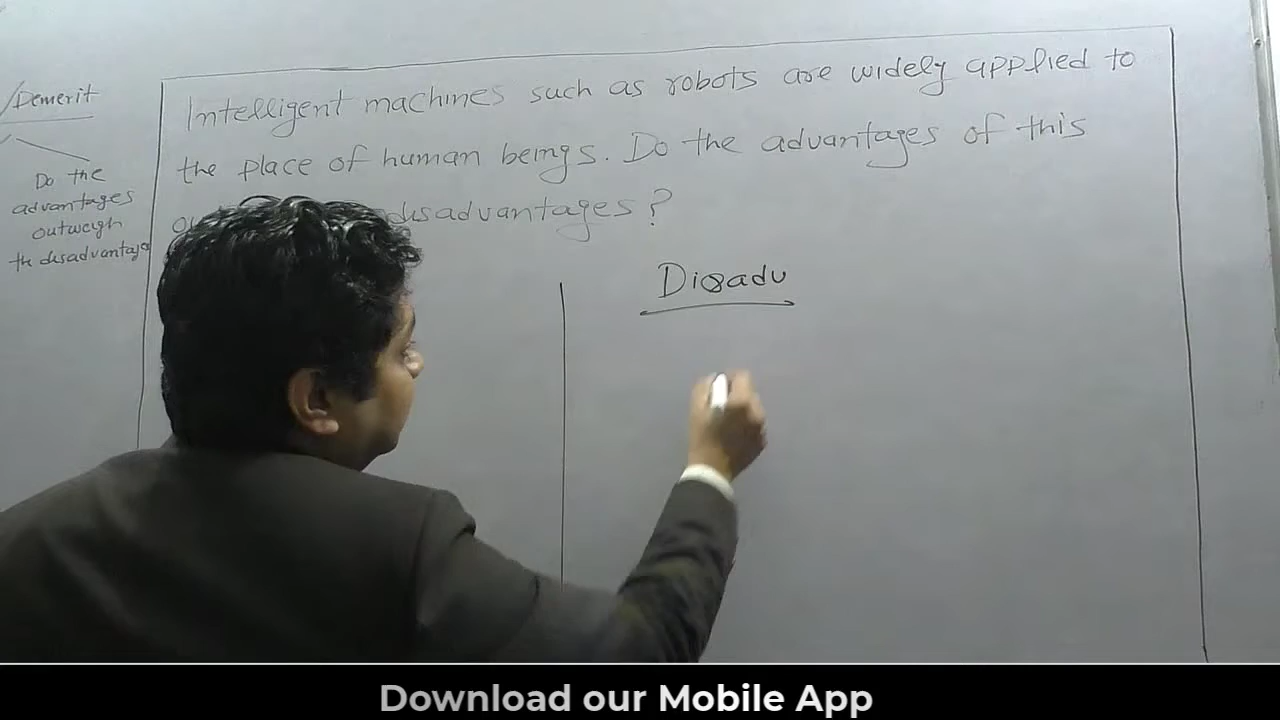 /Demerit
Do the
advantages
outweigh
the disadvantage
Intelligent machines such as robots are widely applied to
the place of human beings. Do the advantages of this
disadvantages?
Disadv
Download our Mobile App